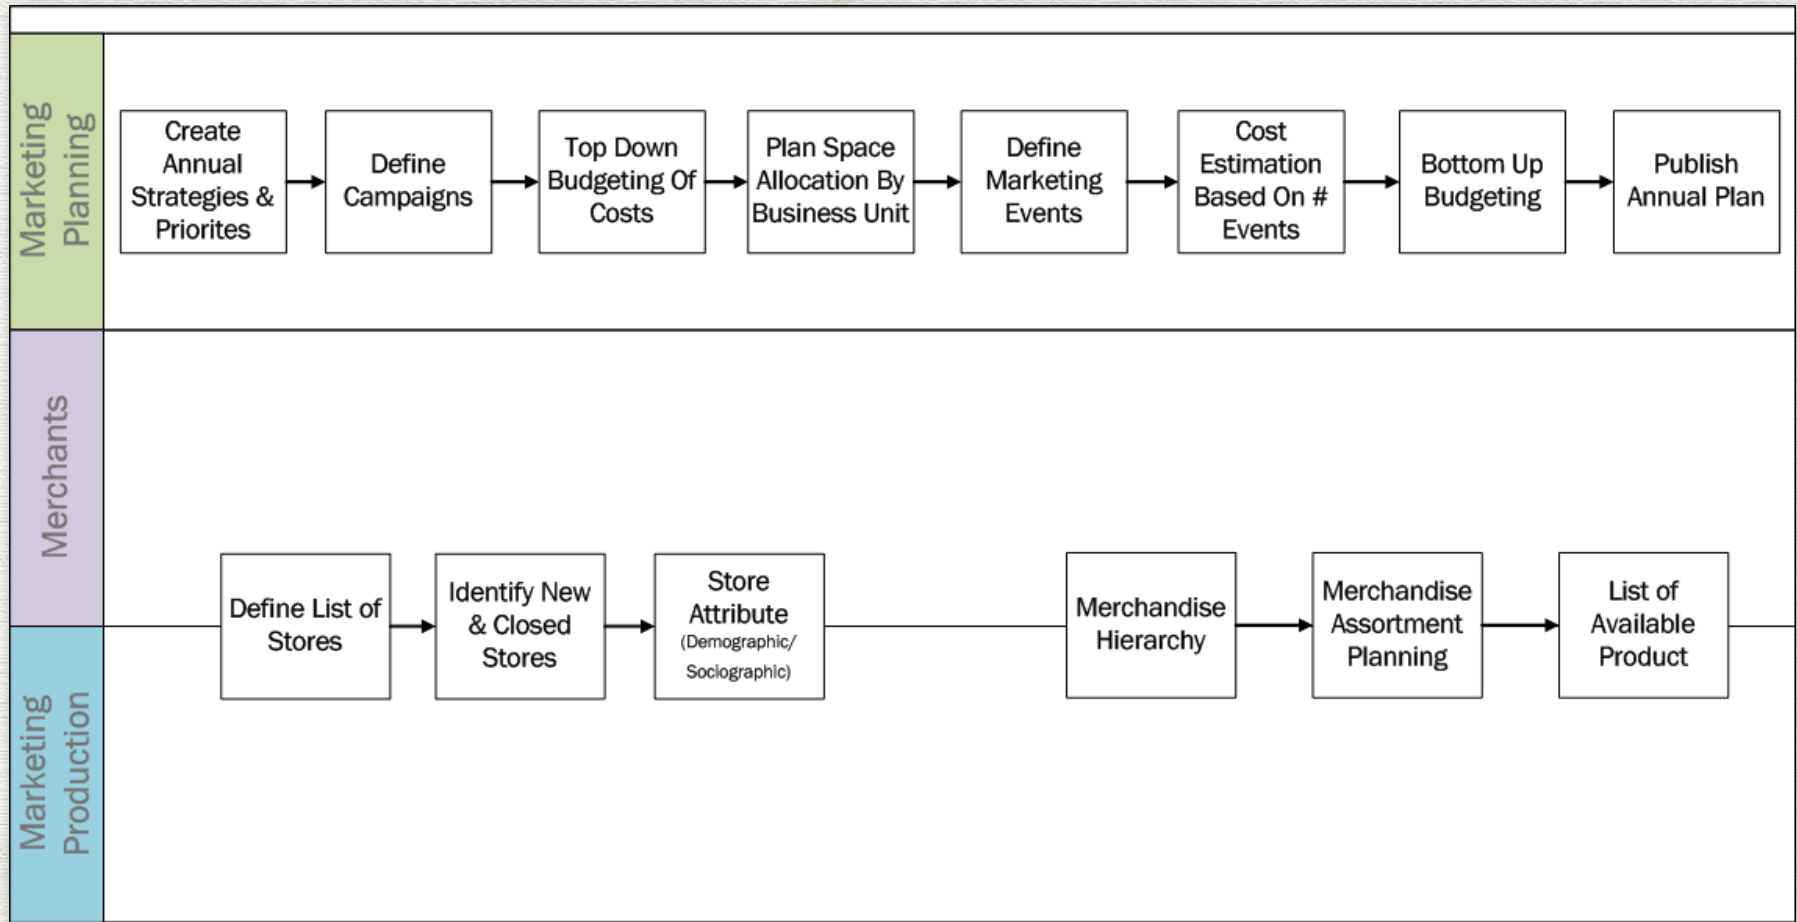 Marketing
Planning
Create
Annual
Strategies &
Priorites
Define
Campaigns
Top Down
Budgeting Of
Costs
Plan Space
Allocation By
Business Unit
Define
Marketing
Events
Cost
Estimation
Based On #
Events
Bottom Up
Budgeting
Publish
Annual Plan
Merchants
Define List of
Stores
Identify New
& Closed
Stores
Store
Attribute
(Demographic/
Sociographic)
Merchandise
Hierarchy
Merchandise
Assortment
Planning
List of
Available
Product
Marketing
Production